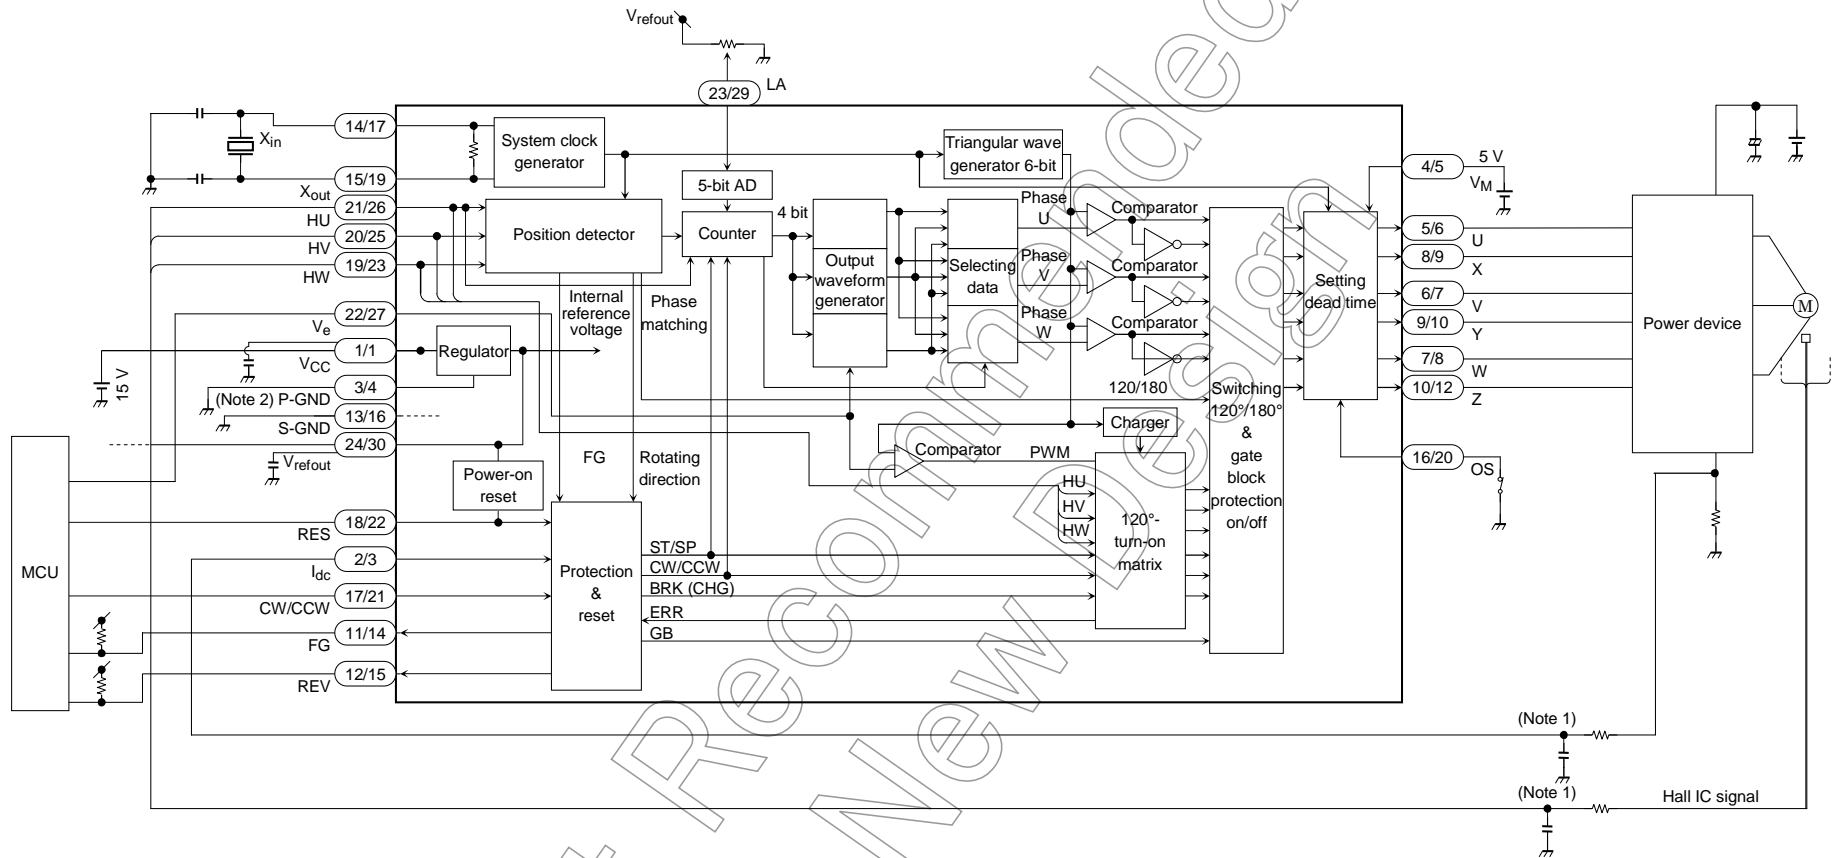 Vrefout
LA
23/29
14/17
Xin
System clock
generator
Triangular wave
generator 6-bit
4/5
5 V
VM
15/19
Xout
5-bit AD
21/26
HU
20/25
HV
19/23
HW
Position detector
Counter
4 bit
Output
waveform
generator
Selecting
data
Phase
U
Phase
V
Phase
W
Comparator
Comparator
Comparator
Setting
dead time
5/6
U
8/9
X
6/7
V
9/10
Y
7/8
W
10/12
Z
Power device
M
22/27
Ve
Internal
reference
voltage
Phase
matching
1/1
VCC
Regulator
15 V
3/4
(Note 2) P-GND
13/16
S-GND
24/30
Vrefout
120/180
Switching
120°/180°
&
gate
block
protection
on/off
Charger
Comparator
PWM
16/20
OS
Power-on
reset
FG
Rotating
direction
HU
HV
HW
120°-
turn-on
matrix
MCU
18/22
RES
2/3
Idc
17/21
CW/CCW
11/14
FG
12/15
REV
Protection
&
reset
ST/SP
CW/CCW
BRK (CHG)
ERR
GB
(Note 1)
(Note 1)
Hall IC signal
Recommended
New Design